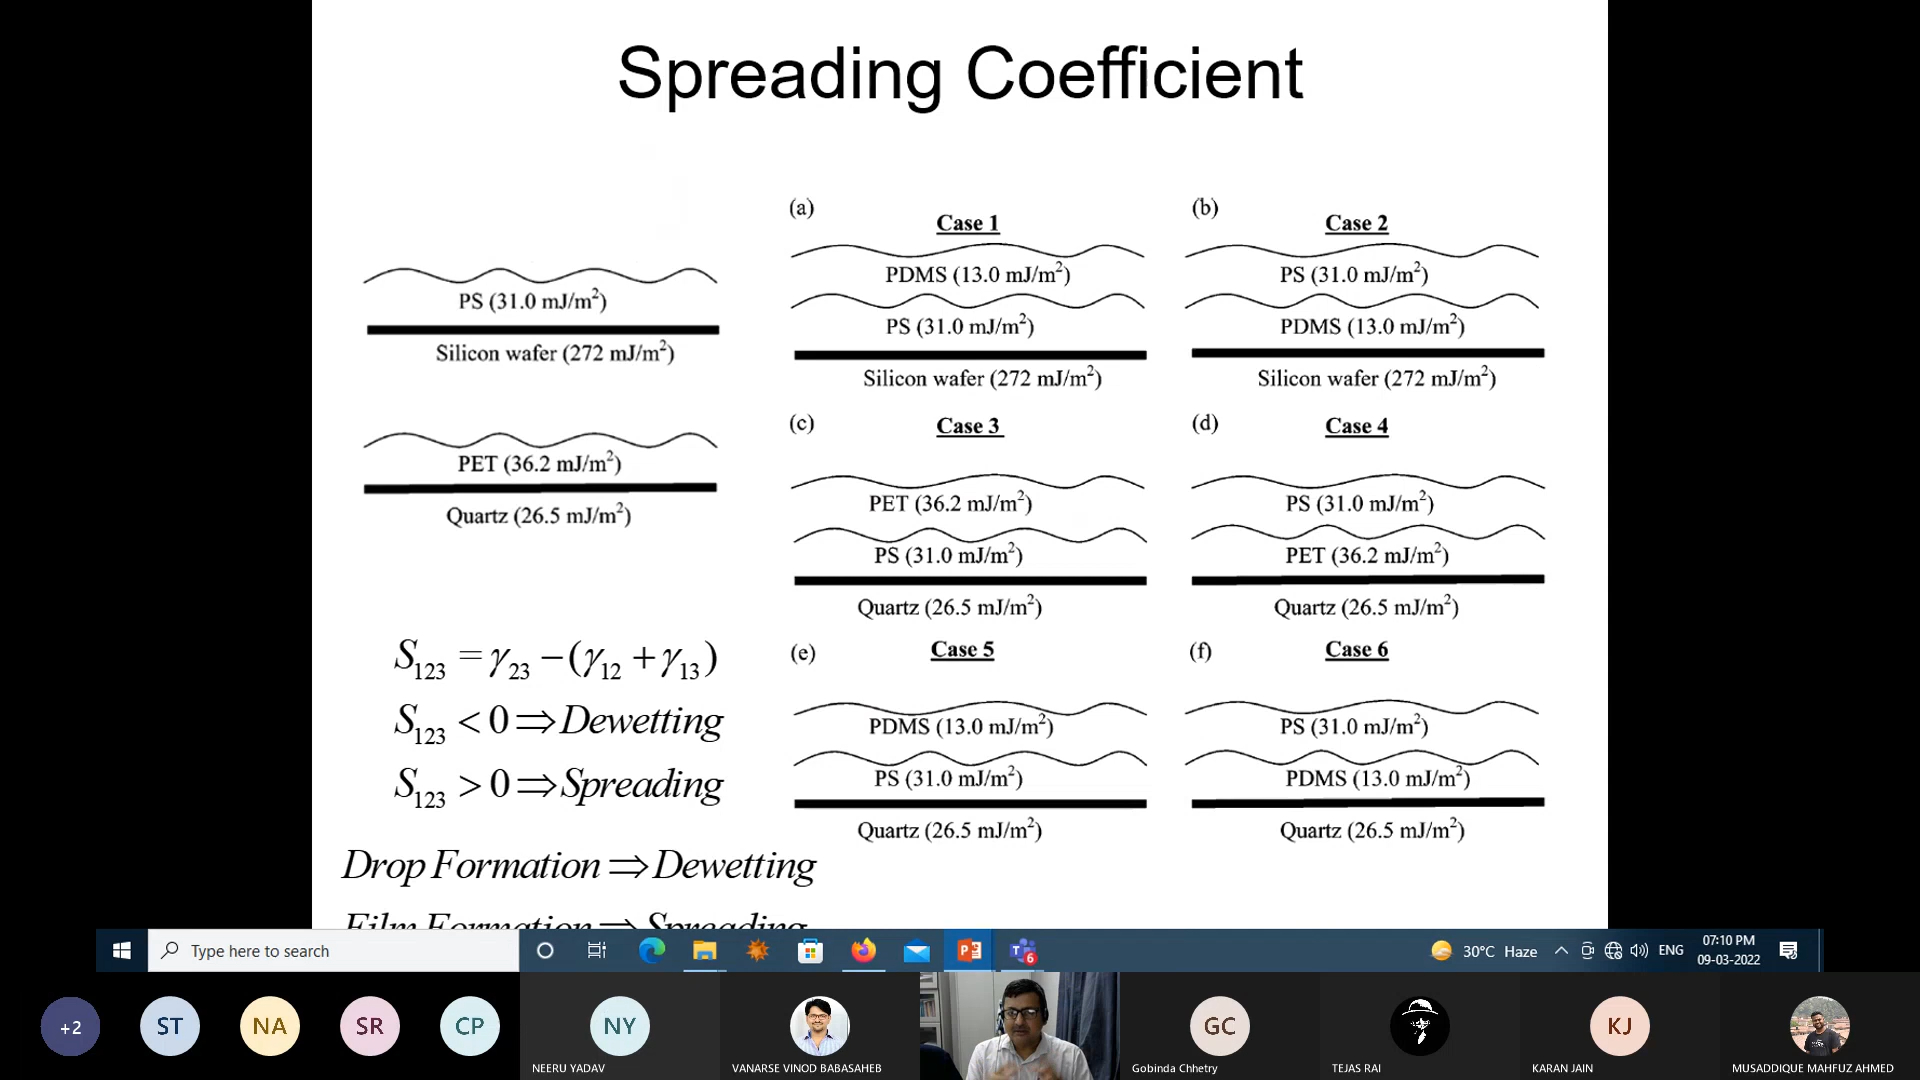 Spreading Coefficient
PS (31.0 mJ/m²)
Silicon wafer (272 mJ/m²)
PET (36.2 mJ/m²)
Quartz (26.5 mJ/m²)
(a)
Case 1
PDMS (13.0 mJ/m²)
PS (31.0 mJ/m²)
Silicon wafer (272 mJ/m²)
(b)
Case 2
PS (31.0 mJ/m²)
PDMS (13.0 mJ/m²)
Silicon wafer (272 mJ/m²)
(c)
Case 3
PET (36.2 mJ/m²)
PS (31.0 mJ/m²)
Quartz (26.5 mJ/m²)
(d)
Case 4
PS (31.0 mJ/m²)
PET (36.2 mJ/m²)
Quartz (26.5 mJ/m²)
(e)
Case 5
PDMS (13.0 mJ/m²)
PS (31.0 mJ/m²)
Quartz (26.5 mJ/m²)
(f)
Case 6
PS (31.0 mJ/m²)
PDMS (13.0 mJ/m²)
Quartz (26.5 mJ/m²)
S₁₂₃ = γ₂₃ − (γ₁₂ + γ₁₃)
S₁₂₃ < 0 ⇒ Dewetting
S₁₂₃ > 0 ⇒ Spreading
Drop Formation ⇒ Dewetting
Film Formation ⇒ Spreading
Type here to search
6
30°C Haze
ENG
07:10 PM
09-03-2022
+2
ST
NA
SR
CP
NY
NEERU YADAV
VANARSE VINOD BABASAHEB
GC
Gobinda Chhetry
TEJAS RAI
KJ
KARAN JAIN
MUSADDIQUE MAHFUZ AHMED